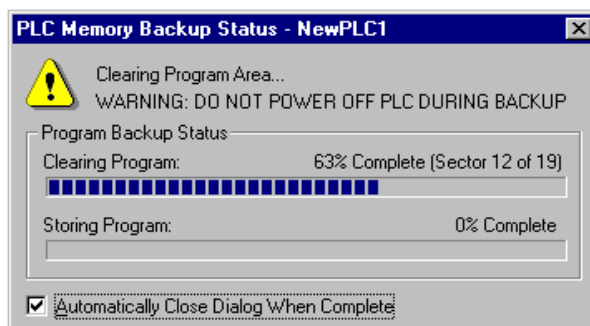 PLC Memory Backup Status - NewPLC1
Clearing Program Area...
WARNING: DO NOT POWER OFF PLC DURING BACKUP
Program Backup Status
Clearing Program: 63% Complete (Sector 12 of 19)
Storing Program: 0% Complete
Automatically Close Dialog When Complete